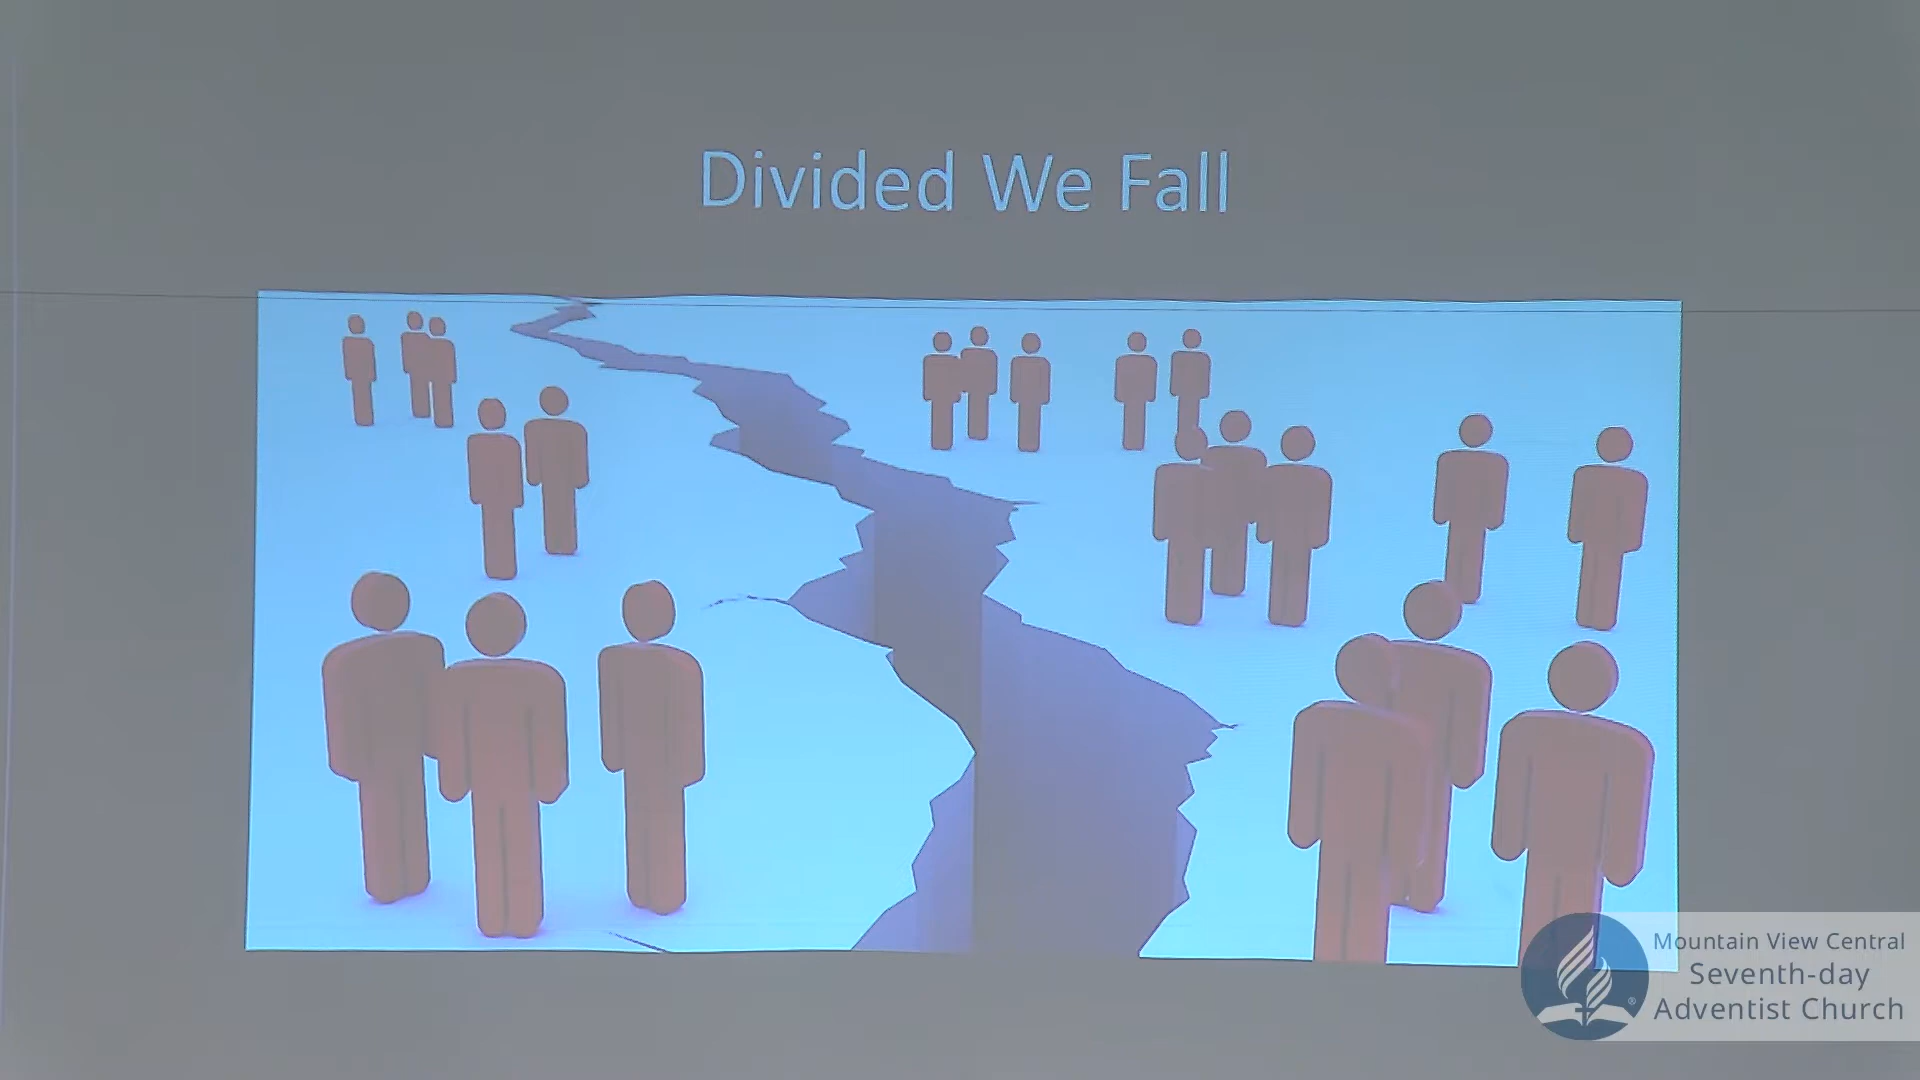 Divided We Fall
Mountain View Central
Seventh-day
Adventist Church